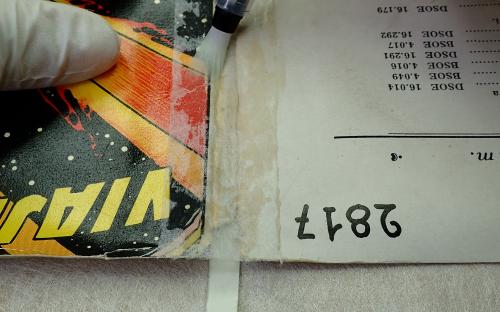 2817
m.
a
DSOE 16.014
BSOE 4.049
BSOE 4.016
DSOE 16.291
BSOE 4.017
DSOE 16.292
DSOE 16.179